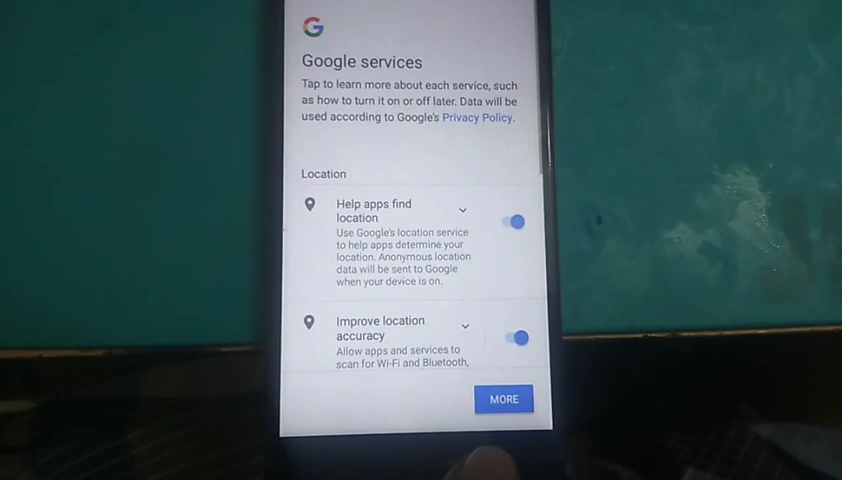 Google services
Tap to learn more about each service, such
as how to turn it on or off later. Data will be
used according to Google's Privacy Policy.
Location
Help apps find
location
Use Google's location service
to help apps determine your
location. Anonymous location
data will be sent to Google
when your device is on.
Improve location
accuracy
Allow apps and services to
scan for Wi-Fi and Bluetooth,
MORE